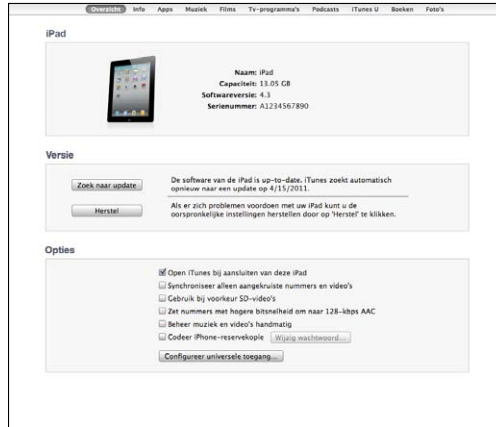 Overzicht Info Apps Muziek Films Tv-programma's Podcasts iTunes U Boeken Foto's
iPad
Naam: iPad
Capaciteit: 13.05 GB
Softwareversie: 4.3
Serienummer: A1234567890
Versie
Zoek naar update
De software van de iPad is up-to-date. iTunes zoekt automatisch
opnieuw naar een update op 4/15/2011.
Herstel
Als er zich problemen voordoen met uw iPad kunt u de
oorspronkelijke instellingen herstellen door op 'Herstel' te klikken.
Opties
Open iTunes bij aansluiten van deze iPad
Synchroniseer alleen aangekruiste nummers en video's
Gebruik bij voorkeur SD-video's
Zet nummers met hogere bitsnelheid om naar 128-kbps AAC
Beheer muziek en video's handmatig
Codeer iPhone-reservekopie Wijzig wachtwoord...
Configureer universele toegang...